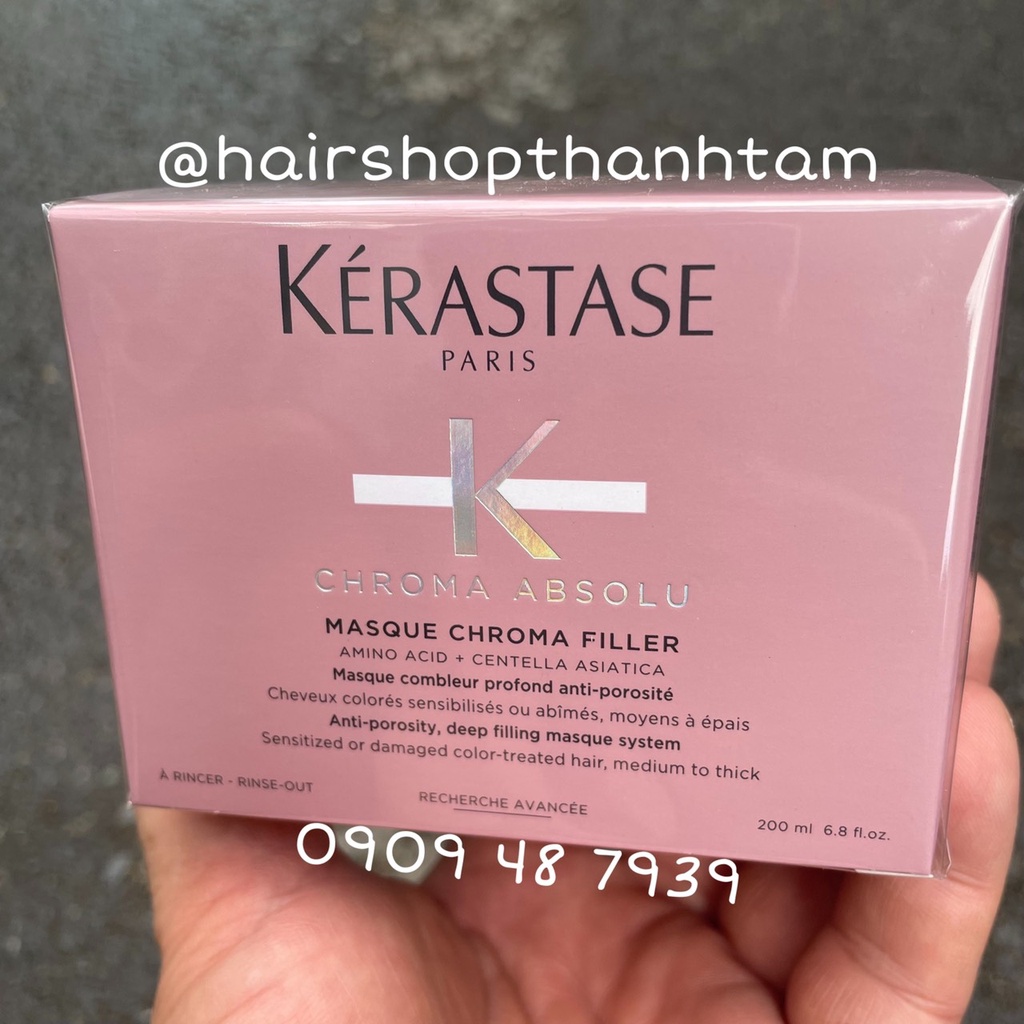 @hairshopthanhtam
KÉRASTASE
PARIS
K
CHROMA ABSOLU
MASQUE CHROMA FILLER
AMINO ACID + CENTELLA ASIATICA
Masque combleur profond anti-porosité
Cheveux colorés sensibilisés ou abîmés, moyens à épais
Anti-porosity, deep filling masque system
Sensitized or damaged color-treated hair, medium to thick
À RINCER - RINSE-OUT
RECHERCHE AVANCÉE
200 ml 6.8 fl.oz.
0909 48 7939